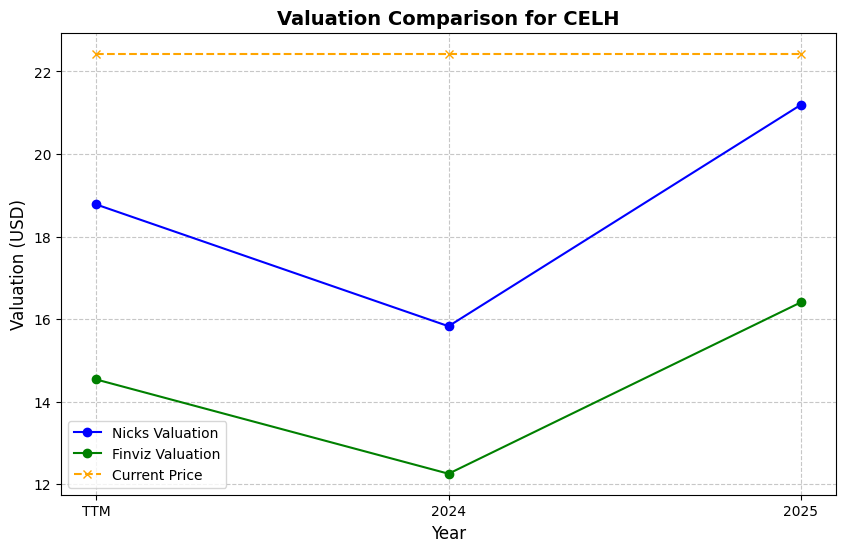 Valuation Comparison for CELH
Valuation (USD)
22
20
18
16
14
12
Nicks Valuation
Finviz Valuation
Current Price
TTM
2024
2025
Year